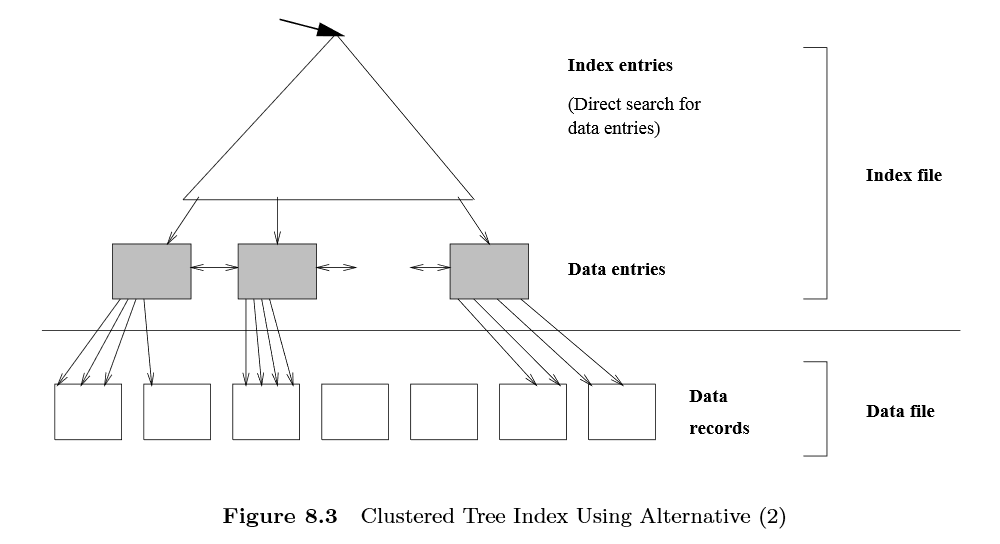 Index entries
(Direct search for
data entries)
Index file
Data entries
Data
records
Data file
Figure 8.3 Clustered Tree Index Using Alternative (2)